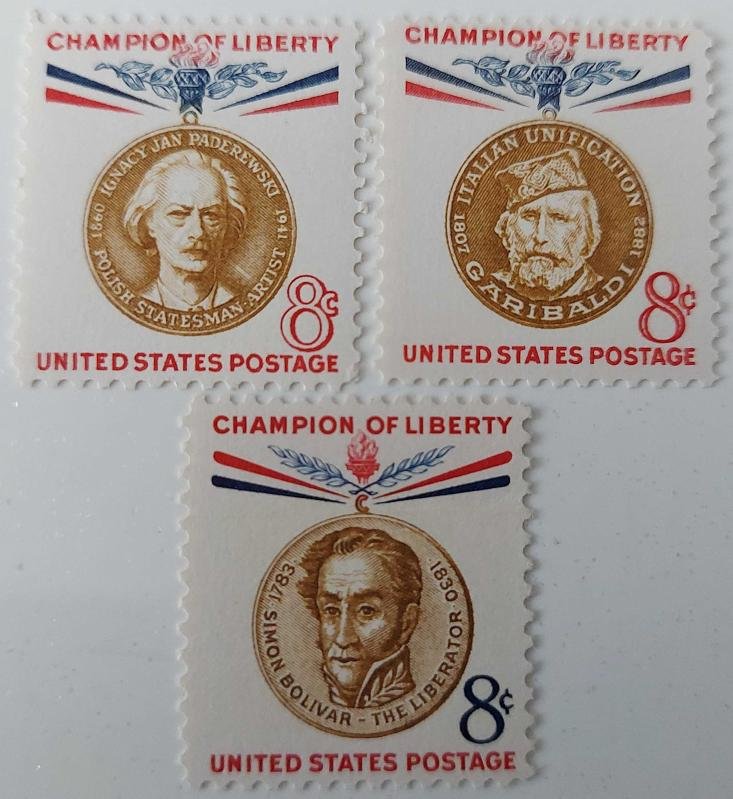 CHAMPION OF LIBERTY
IGNACY JAN PADEREWSKI
1860 1941
POLISH STATESMAN·ARTIST
8¢
UNITED STATES POSTAGE
CHAMPION OF LIBERTY
ITALIAN UNIFICATION
1807 1882
GARIBALDI
8¢
UNITED STATES POSTAGE
CHAMPION OF LIBERTY
·1783 1830·
SIMON BOLIVAR - THE LIBERATOR
8¢
UNITED STATES POSTAGE